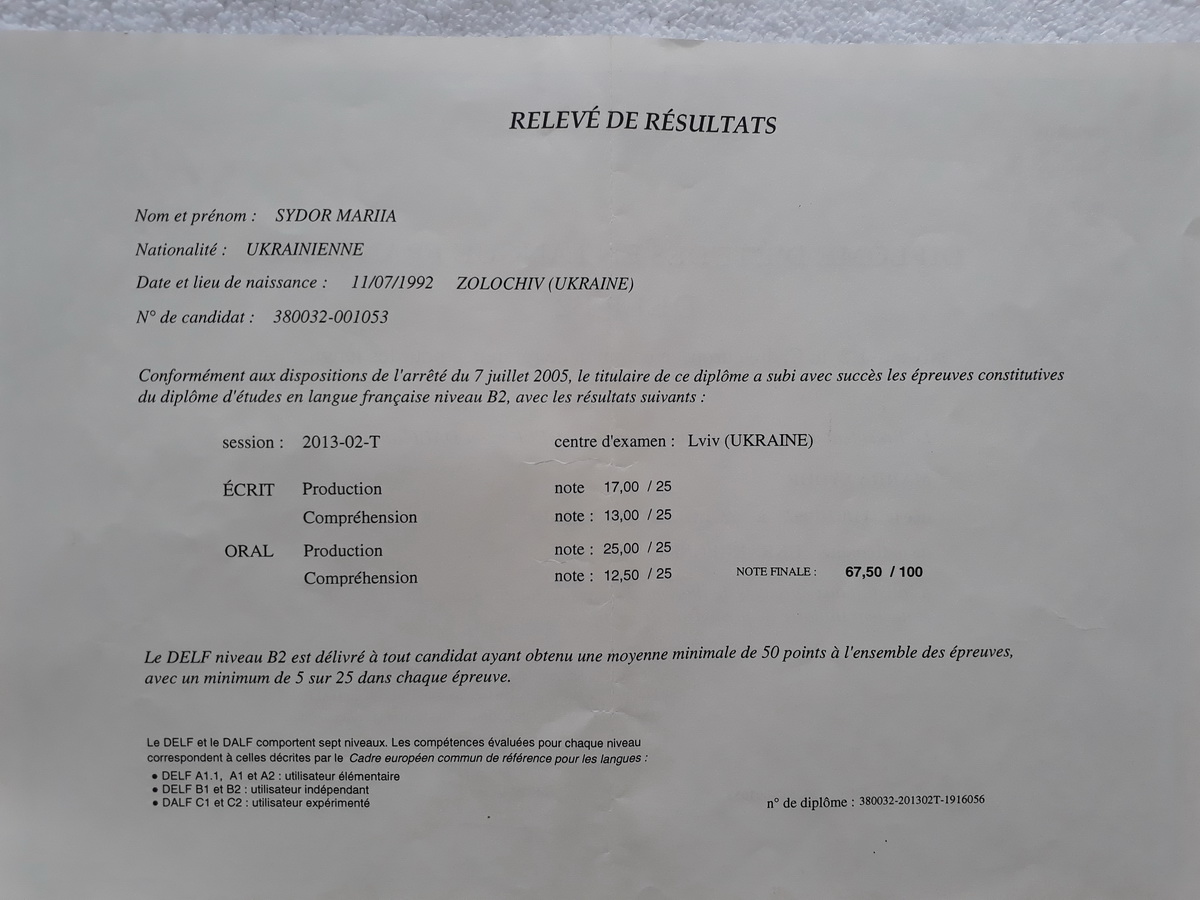 RELEVÉ DE RÉSULTATS
Nom et prénom : SYDOR MARIIA
Nationalité : UKRAINIENNE
Date et lieu de naissance : 11/07/1992 ZOLOCHIV (UKRAINE)
N° de candidat : 380032-001053
Conformément aux dispositions de l'arrêté du 7 juillet 2005, le titulaire de ce diplôme a subi avec succès les épreuves constitutives
du diplôme d'études en langue française niveau B2, avec les résultats suivants :
session : 2013-02-T centre d'examen : Lviv (UKRAINE)
ÉCRIT Production note 17,00 / 25
Compréhension note : 13,00 / 25
ORAL Production note : 25,00 / 25
Compréhension note : 12,50 / 25 NOTE FINALE : 67,50 / 100
Le DELF niveau B2 est délivré à tout candidat ayant obtenu une moyenne minimale de 50 points à l'ensemble des épreuves,
avec un minimum de 5 sur 25 dans chaque épreuve.
Le DELF et le DALF comportent sept niveaux. Les compétences évaluées pour chaque niveau
correspondent à celles décrites par le Cadre européen commun de référence pour les langues :
• DELF A1.1, A1 et A2 : utilisateur élémentaire
• DELF B1 et B2 : utilisateur indépendant
• DALF C1 et C2 : utilisateur expérimenté
n° de diplôme : 380032-201302T-1916056